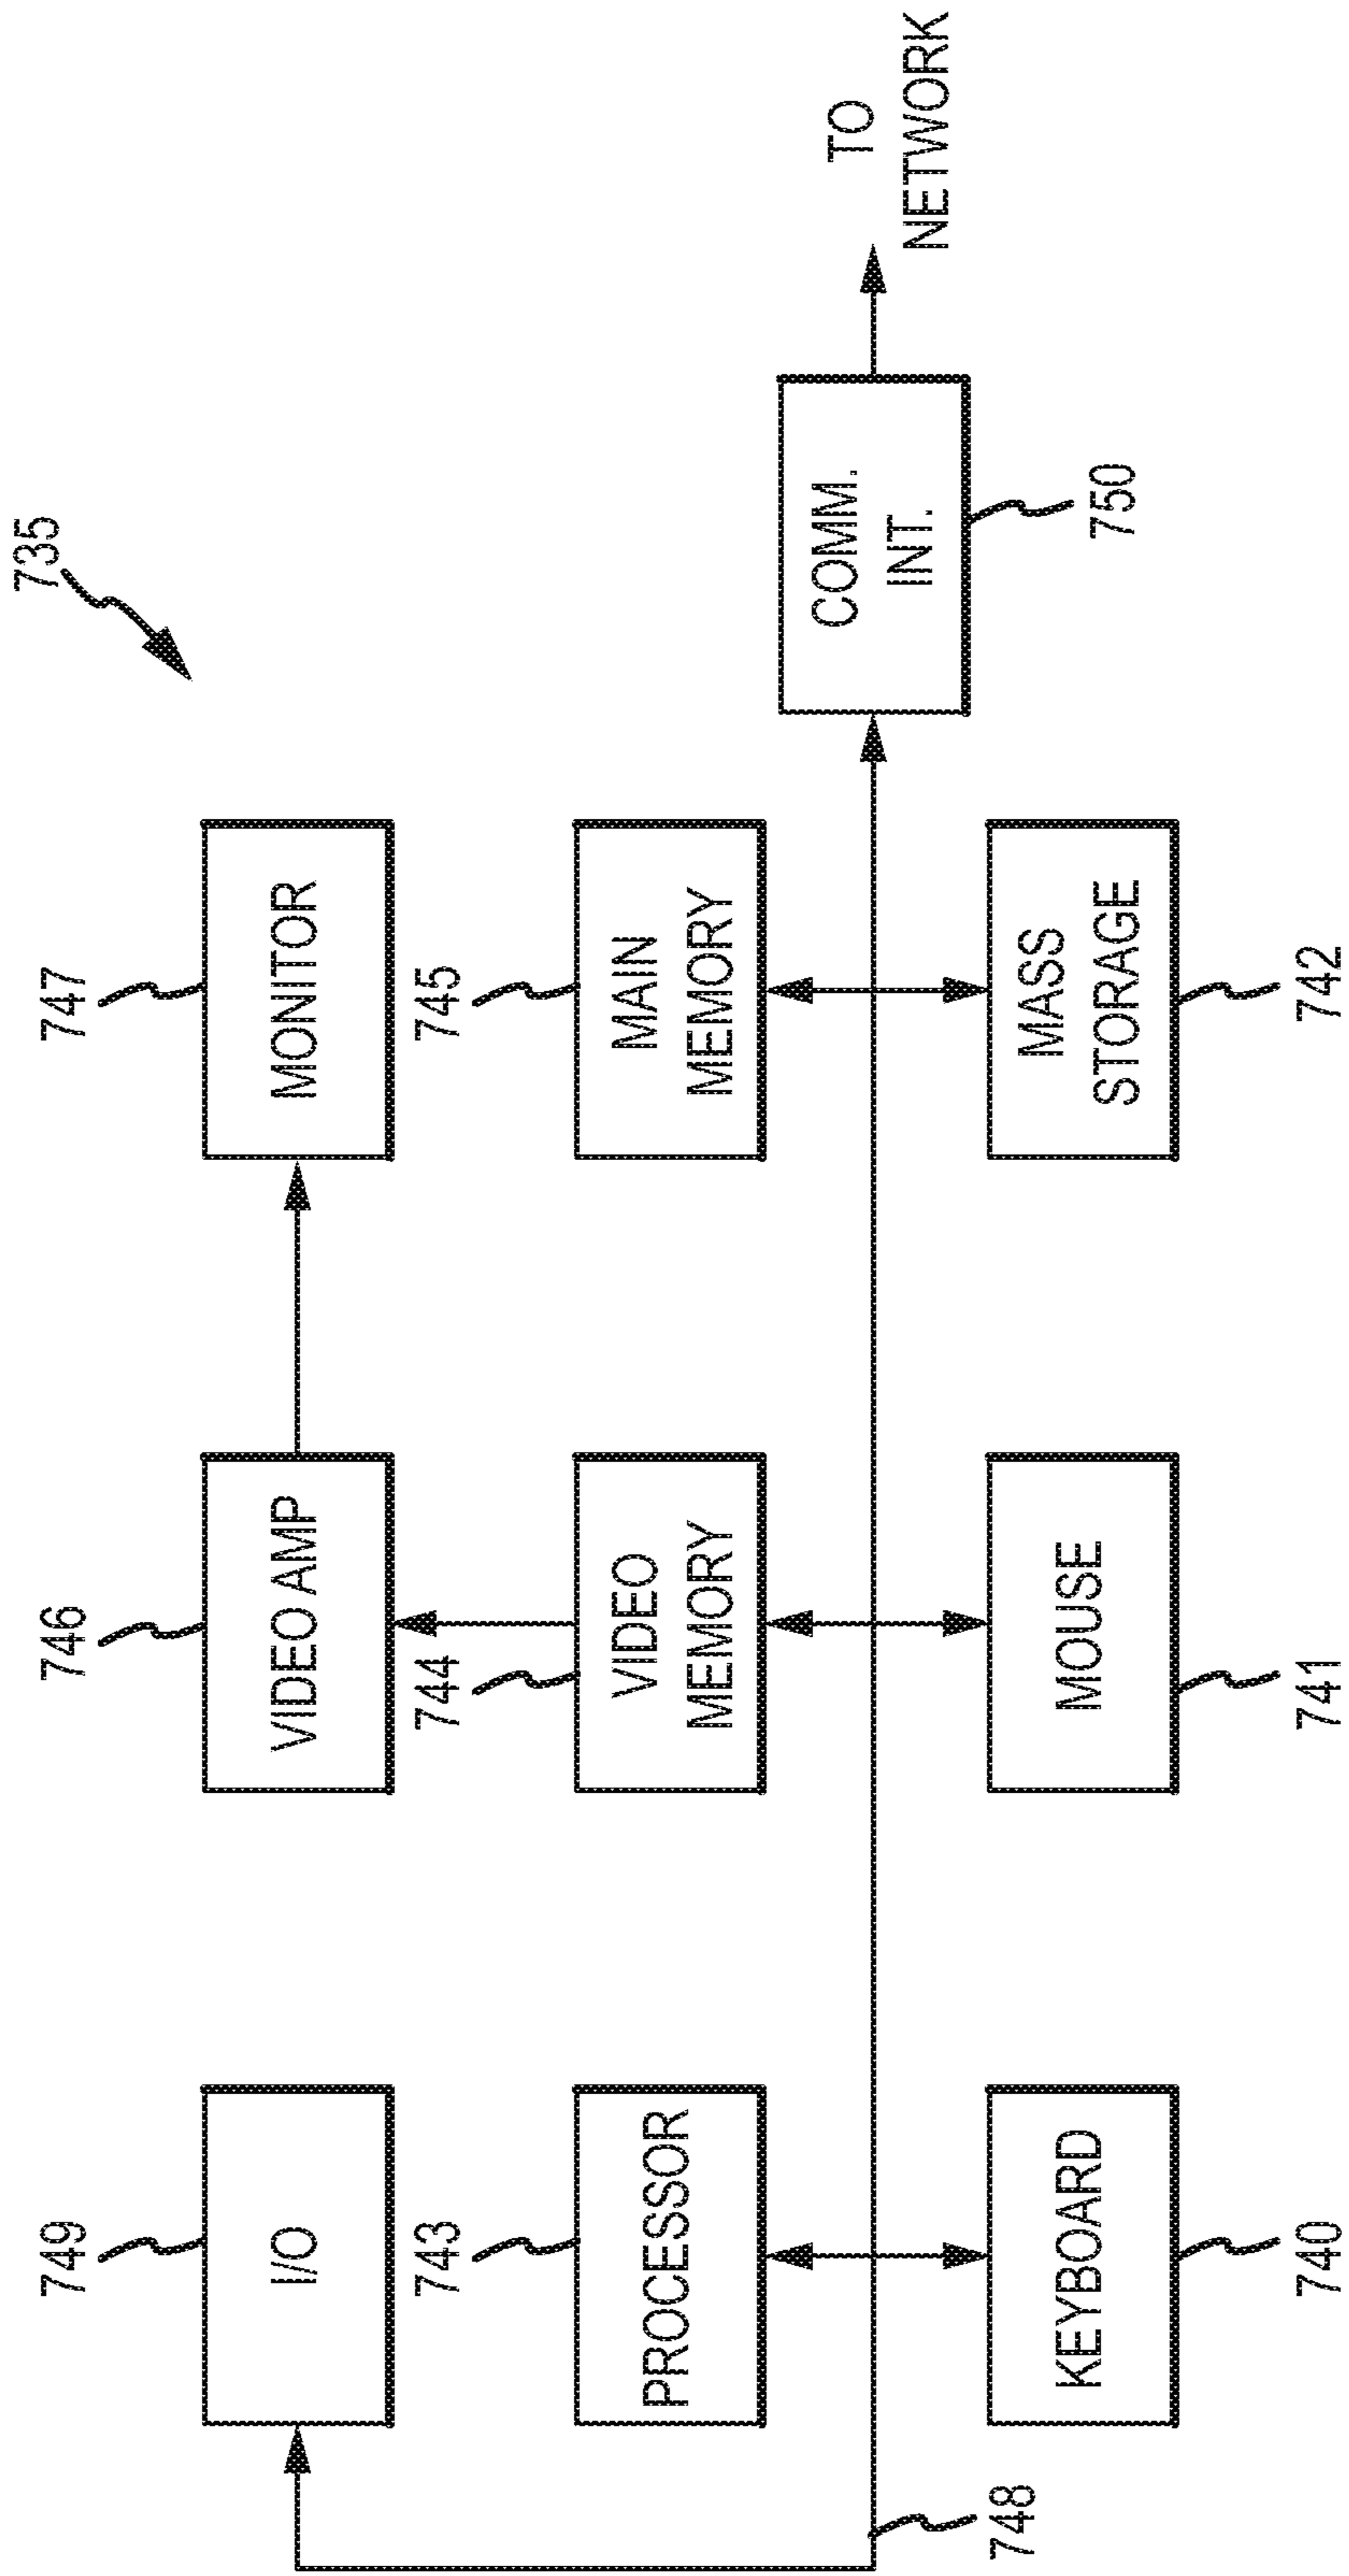 735
749
I/O
746
VIDEO AMP
747
MONITOR
743
PROCESSOR
744
VIDEO
MEMORY
745
MAIN
MEMORY
748
COMM.
INT.
750
TO
NETWORK
KEYBOARD
740
MOUSE
741
MASS
STORAGE
742